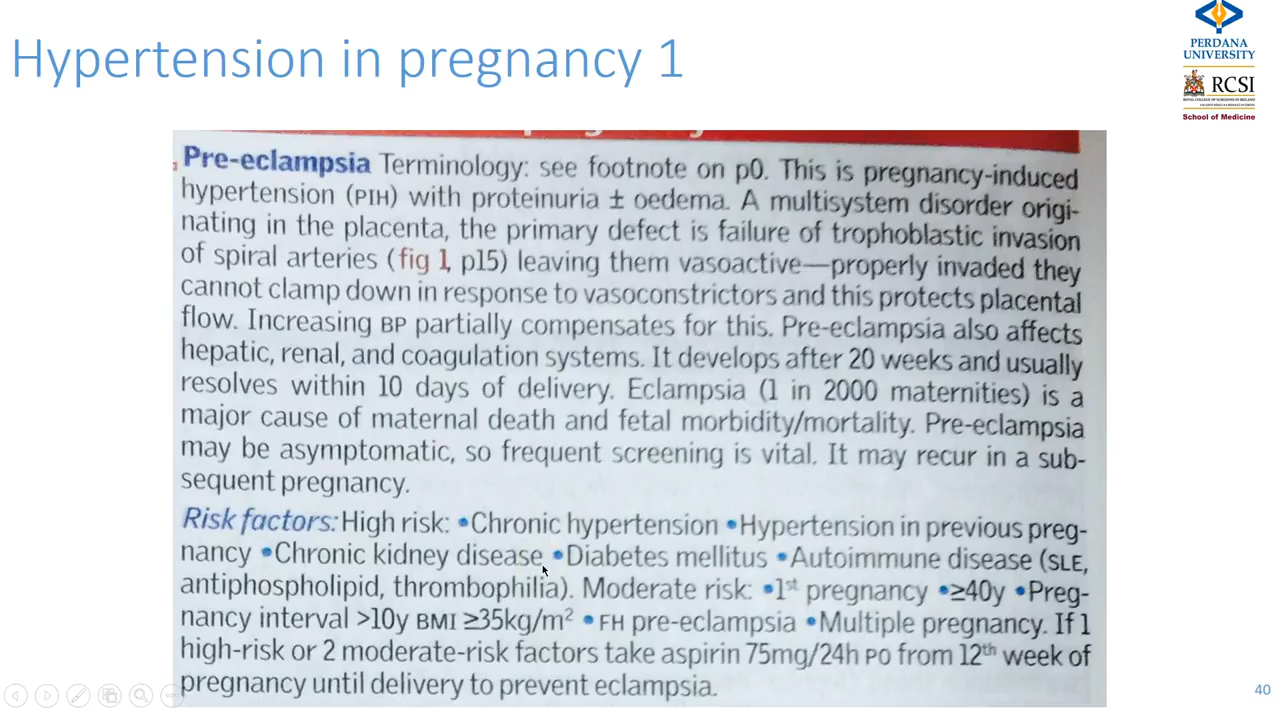 Hypertension in pregnancy 1
PERDANA
UNIVERSITY
RCSI
School of Medicine
Pre-eclampsia Terminology: see footnote on p0. This is pregnancy-induced
hypertension (PIH) with proteinuria ± oedema. A multisystem disorder origi-
nating in the placenta, the primary defect is failure of trophoblastic invasion
of spiral arteries (fig 1, p15) leaving them vasoactive—properly invaded they
cannot clamp down in response to vasoconstrictors and this protects placental
flow. Increasing BP partially compensates for this. Pre-eclampsia also affects
hepatic, renal, and coagulation systems. It develops after 20 weeks and usually
resolves within 10 days of delivery. Eclampsia (1 in 2000 maternities) is a
major cause of maternal death and fetal morbidity/mortality. Pre-eclampsia
may be asymptomatic, so frequent screening is vital. It may recur in a sub-
sequent pregnancy.
Risk factors: High risk: •Chronic hypertension •Hypertension in previous preg-
nancy •Chronic kidney disease •Diabetes mellitus •Autoimmune disease (SLE,
antiphospholipid, thrombophilia). Moderate risk: •1st pregnancy •≥40y •Preg-
nancy interval >10y BMI ≥35kg/m² • FH pre-eclampsia •Multiple pregnancy. If 1
high-risk or 2 moderate-risk factors take aspirin 75mg/24h PO from 12th week of
pregnancy until delivery to prevent eclampsia.
40